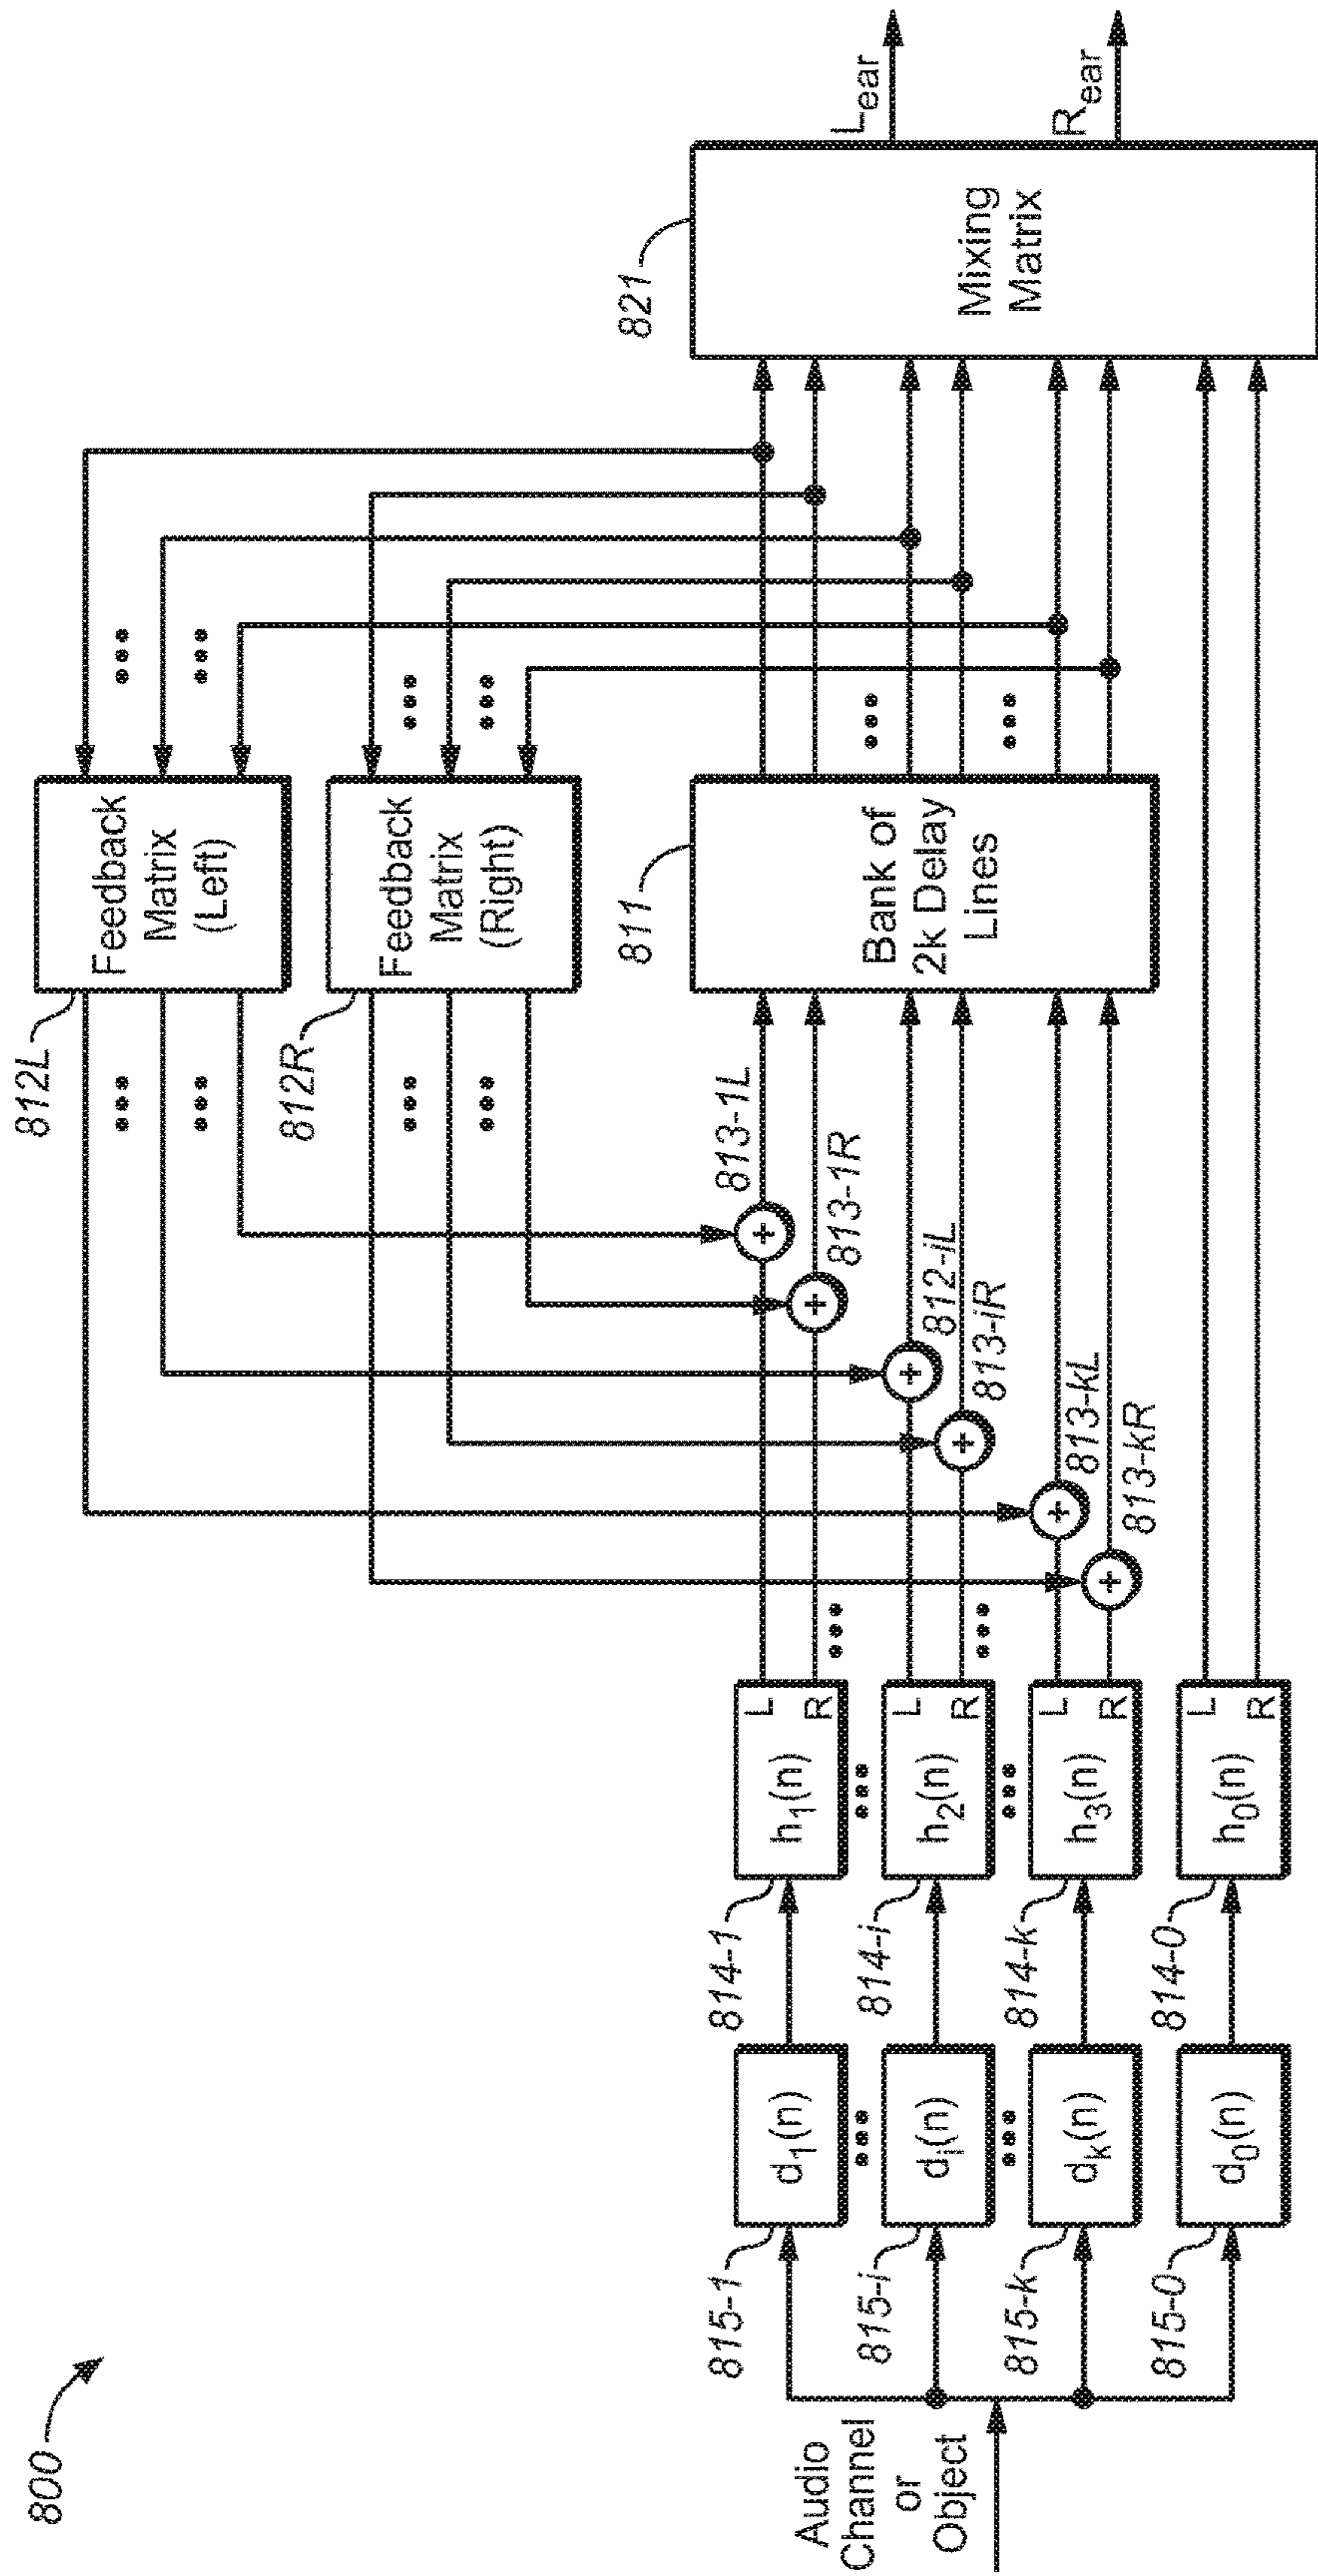 800
Audio
Channel
or
Object
815-1
d1(n)
815-i
di(n)
815-k
dk(n)
815-0
d0(n)
814-1
h1(n)
L
R
814-i
h2(n)
L
R
814-k
h3(n)
L
R
814-0
h0(n)
L
R
813-1L
813-1R
812-iL
813-iR
813-kL
813-kR
812L
Feedback
Matrix
(Left)
812R
Feedback
Matrix
(Right)
811
Bank of
2k Delay
Lines
821
Mixing
Matrix
Lear
Rear